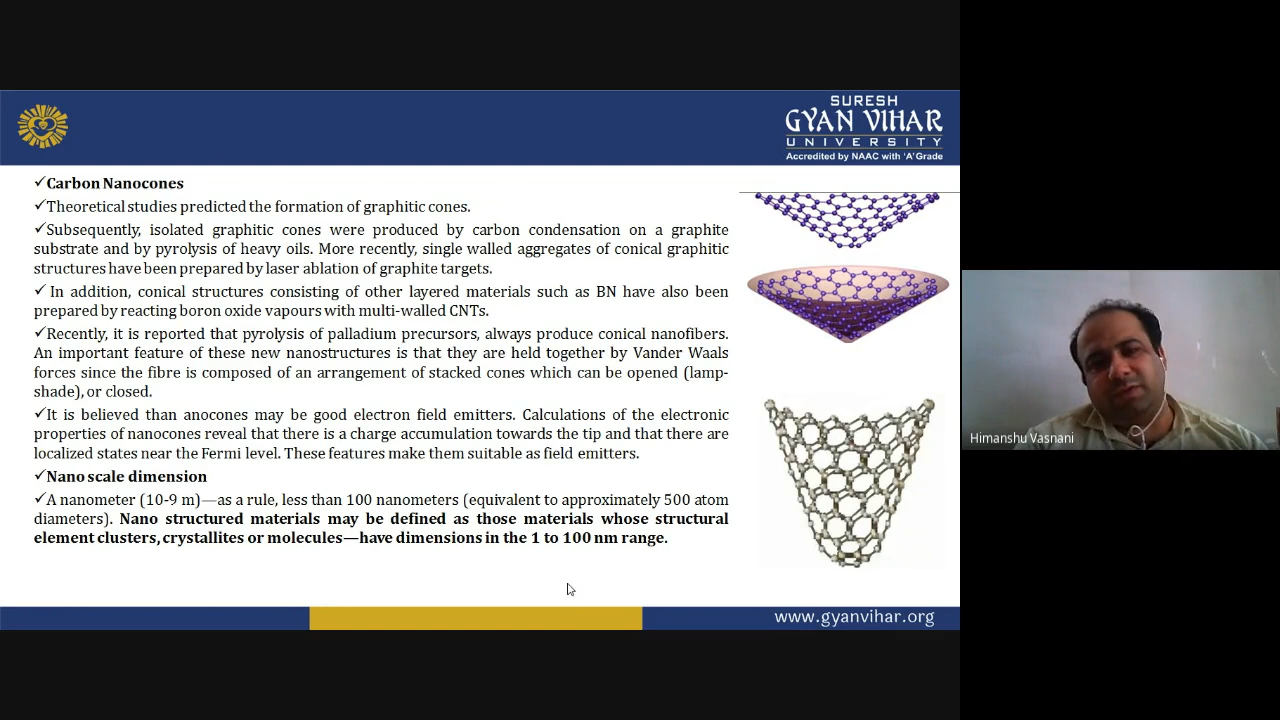 SURESH
GYAN VIHAR
UNIVERSITY
Accredited by NAAC with 'A' Grade
✓Carbon Nanocones
✓Theoretical studies predicted the formation of graphitic cones.
✓Subsequently, isolated graphitic cones were produced by carbon condensation on a graphite
substrate and by pyrolysis of heavy oils. More recently, single walled aggregates of conical graphitic
structures have been prepared by laser ablation of graphite targets.
✓ In addition, conical structures consisting of other layered materials such as BN have also been
prepared by reacting boron oxide vapours with multi-walled CNTs.
✓Recently, it is reported that pyrolysis of palladium precursors, always produce conical nanofibers.
An important feature of these new nanostructures is that they are held together by Vander Waals
forces since the fibre is composed of an arrangement of stacked cones which can be opened (lamp-
shade), or closed.
✓It is believed than anocones may be good electron field emitters. Calculations of the electronic
properties of nanocones reveal that there is a charge accumulation towards the tip and that there are
localized states near the Fermi level. These features make them suitable as field emitters.
✓Nano scale dimension
✓A nanometer (10-9 m)—as a rule, less than 100 nanometers (equivalent to approximately 500 atom
diameters). Nano structured materials may be defined as those materials whose structural
element clusters, crystallites or molecules—have dimensions in the 1 to 100 nm range.
www.gyanvihar.org
Himanshu Vasnani